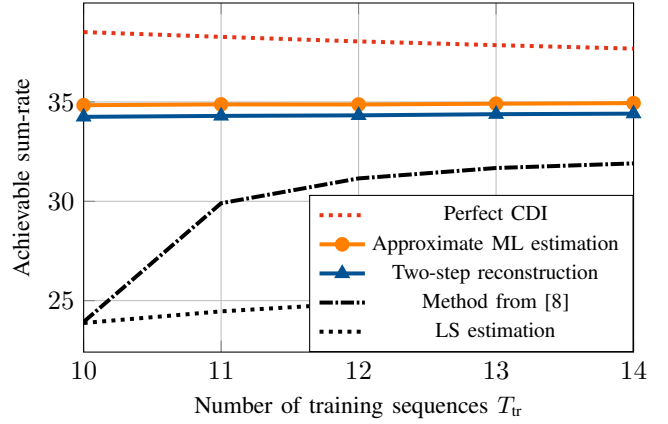 Achievable sum-rate
35
30
25
10
11
12
13
14
Number of training sequences T_tr
Perfect CDI
Approximate ML estimation
Two-step reconstruction
Method from [8]
LS estimation